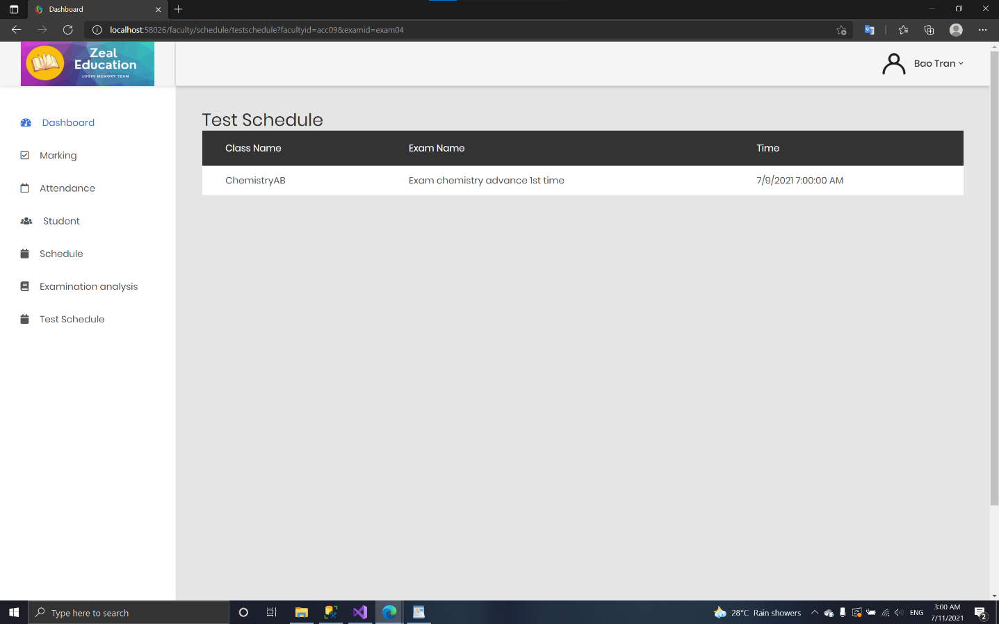 Dashboard
localhost:58026/faculty/schedule/testschedule?facultyid=acc09&examid=exam04
Zeal
Education
LOGIN MEMORY TEAM
Bao Tran
Dashboard
Marking
Attendance
Student
Schedule
Examination analysis
Test Schedule
Test Schedule
Class Name Exam Name Time
ChemistryAB Exam chemistry advance 1st time 7/9/2021 7:00:00 AM
Type here to search
28°C Rain showers
ENG
3:00 AM
7/11/2021
2